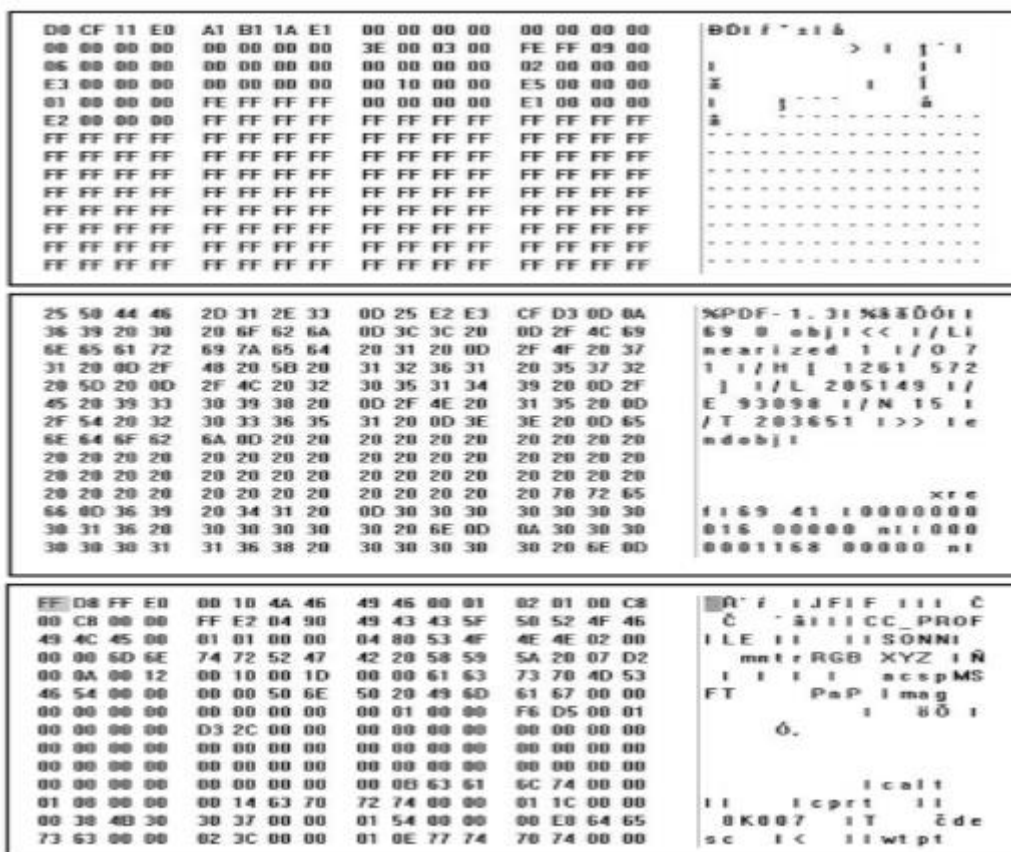 D0 CF 11 E0 A1 B1 1A E1 00 00 00 00 00 00 00 00
00 00 00 00 00 00 00 00 3E 00 03 00 FE FF 09 00
06 00 00 00 00 00 00 00 00 00 00 00 02 00 00 00
E3 00 00 00 00 00 00 00 00 10 00 00 E5 00 00 00
01 00 00 00 FE FF FF FF 00 00 00 00 E1 00 00 00
E2 00 00 00 FF FF FF FF FF FF FF FF FF FF FF FF
FF FF FF FF FF FF FF FF FF FF FF FF FF FF FF FF
FF FF FF FF FF FF FF FF FF FF FF FF FF FF FF FF
FF FF FF FF FF FF FF FF FF FF FF FF FF FF FF FF
FF FF FF FF FF FF FF FF FF FF FF FF FF FF FF FF
FF FF FF FF FF FF FF FF FF FF FF FF FF FF FF FF
FF FF FF FF FF FF FF FF FF FF FF FF FF FF FF FF
FF FF FF FF FF FF FF FF FF FF FF FF FF FF FF FF
FF FF FF FF FF FF FF FF FF FF FF FF FF FF FF FF
25 50 44 46 2D 31 2E 33 0D 25 E2 E3 CF D3 0D 0A %PDF-1.3
36 39 20 30 20 6F 62 6A 0D 3C 3C 20 0D 2F 4C 69 69 0 obj << /Li
6E 65 61 72 69 7A 65 64 20 31 20 0D 2F 4F 20 37 nearized 1 /O 7
31 20 0D 2F 48 20 5B 20 31 32 36 31 20 35 37 32 1 /H [ 1261 572
20 5D 20 0D 2F 4C 20 32 30 35 31 34 39 20 0D 2F ] /L 205149 /
45 20 39 33 30 39 38 20 0D 2F 4E 20 31 35 20 0D E 93098 /N 15
2F 54 20 32 30 33 36 35 31 20 0D 3E 3E 20 0D 65 /T 203651 >> e
6E 64 6F 62 6A 0D 20 20 20 20 20 20 20 20 20 20 ndobj
20 20 20 20 20 20 20 20 20 20 20 20 20 20 20 20
20 20 20 20 20 20 20 20 20 20 20 20 20 20 20 20
20 20 20 20 20 20 20 20 20 20 20 20 20 78 72 65 xre
66 0D 36 39 20 34 31 20 0D 30 30 30 30 30 30 30 f 69 41 0000000
30 31 36 20 30 30 30 30 30 20 6E 0D 0A 30 30 30 016 00000 n 000
30 30 30 31 31 36 38 20 30 30 30 30 30 20 6E 0D 0001168 00000 n
FF D8 FF E0 00 10 4A 46 49 46 00 01 02 01 00 C8 JFIF
00 C8 00 00 FF E2 04 90 49 43 43 5F 50 52 4F 46 ICC_PROF
49 4C 45 00 01 01 00 00 04 80 53 4F 4E 4E 02 00 ILE SONN
00 00 6D 6E 74 72 52 47 42 20 58 59 5A 20 07 D2 mntrRGB XYZ
00 0A 00 12 00 10 00 1D 00 00 61 63 73 70 4D 53 acspMS
46 54 00 00 00 00 50 6E 50 20 49 6D 61 67 00 00 FT PnP Imag
00 00 00 00 00 00 00 00 00 01 00 00 F6 D5 00 01
00 00 00 00 D3 2C 00 00 00 00 00 00 00 00 00 00
00 00 00 00 00 00 00 00 00 00 00 00 00 00 00 00
00 00 00 00 00 00 00 00 00 00 00 00 00 00 00 00
00 00 00 00 00 00 00 00 00 0B 63 61 6C 74 00 00 calt
01 00 00 00 00 14 63 70 72 74 00 00 01 1C 00 00 cprt
00 38 4B 30 30 37 00 00 01 54 00 00 00 E8 64 65 8K007 T čde
73 63 00 00 02 3C 00 00 01 0E 77 74 70 74 00 00 sc < wtpt